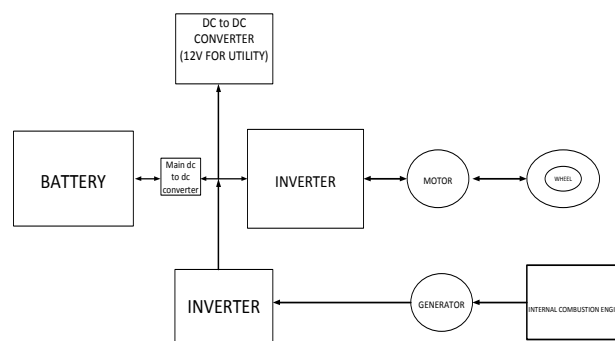 DC to DC
CONVERTER
(12V FOR UTILITY)
BATTERY
Main dc
to dc
converter
INVERTER
MOTOR
WHEEL
INVERTER
GENERATOR
INTERNAL COMBUSTION ENGI